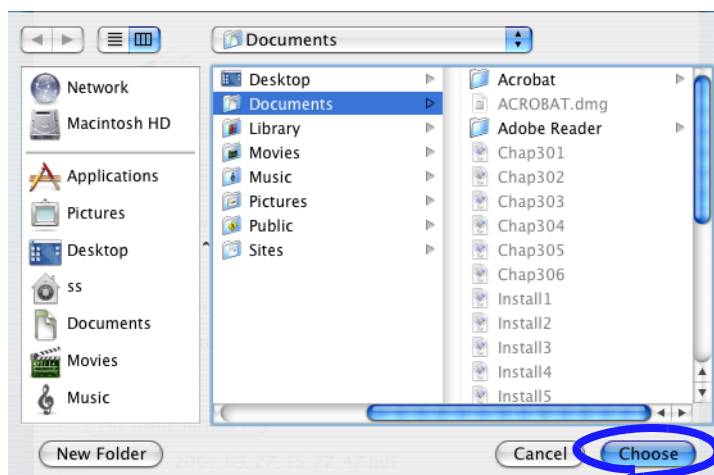 Documents
Network
Macintosh HD
Applications
Pictures
Desktop
ss
Documents
Movies
Music
Desktop
Documents
Library
Movies
Music
Pictures
Public
Sites
Acrobat
ACROBAT.dmg
Adobe Reader
Chap301
Chap302
Chap303
Chap304
Chap305
Chap306
Install1
Install2
Install3
Install4
Install5
New Folder
Cancel
Choose